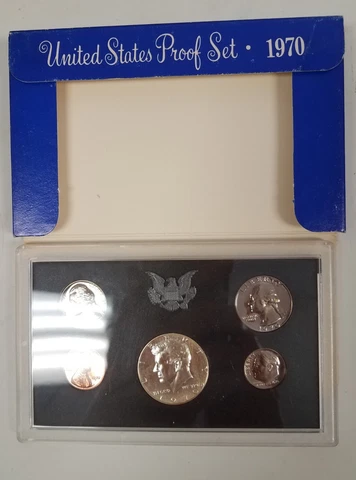 United States Proof Set · 1970